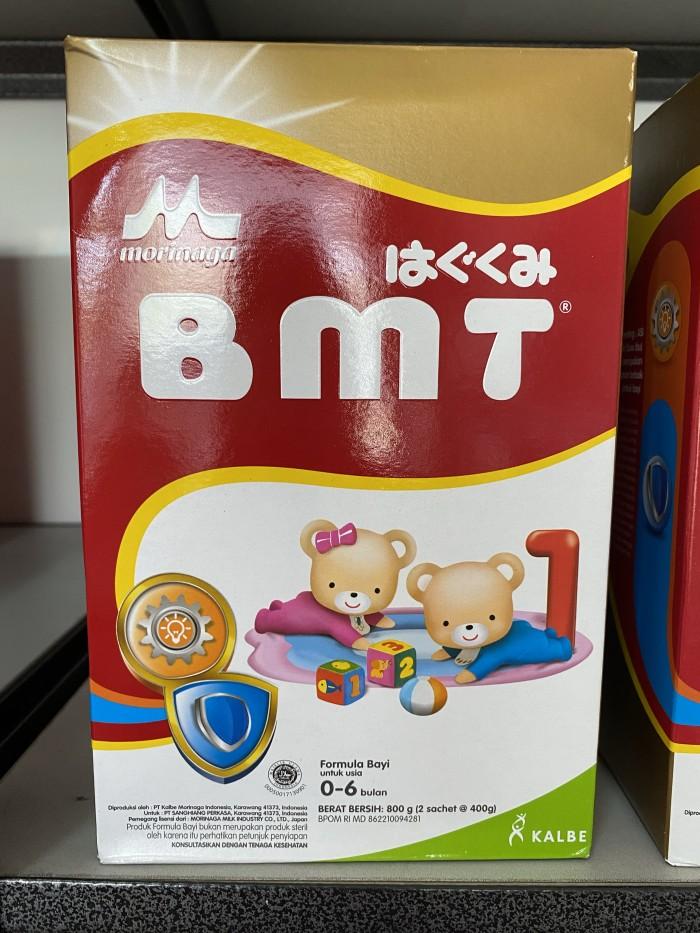 morinaga
はぐくみ
BMT®
1
1
2
Formula Bayi
untuk usia
0-6 bulan
BERAT BERSIH: 800 g (2 sachet @ 400g)
BPOM RI MD 862210094281
00050017130901
Diproduksi oleh : PT Kalbe Morinaga Indonesia, Karawang 41373, Indonesia
Untuk : PT SANGHIANG PERKASA, Karawang 41373, Indonesia
Pemegang lisensi dari : MORINAGA MILK INDUSTRY CO., LTD., Japan
Produk Formula Bayi bukan merupakan produk steril
oleh karena itu perhatikan petunjuk penyiapan
KONSULTASIKAN DENGAN TENAGA KESEHATAN
KALBE